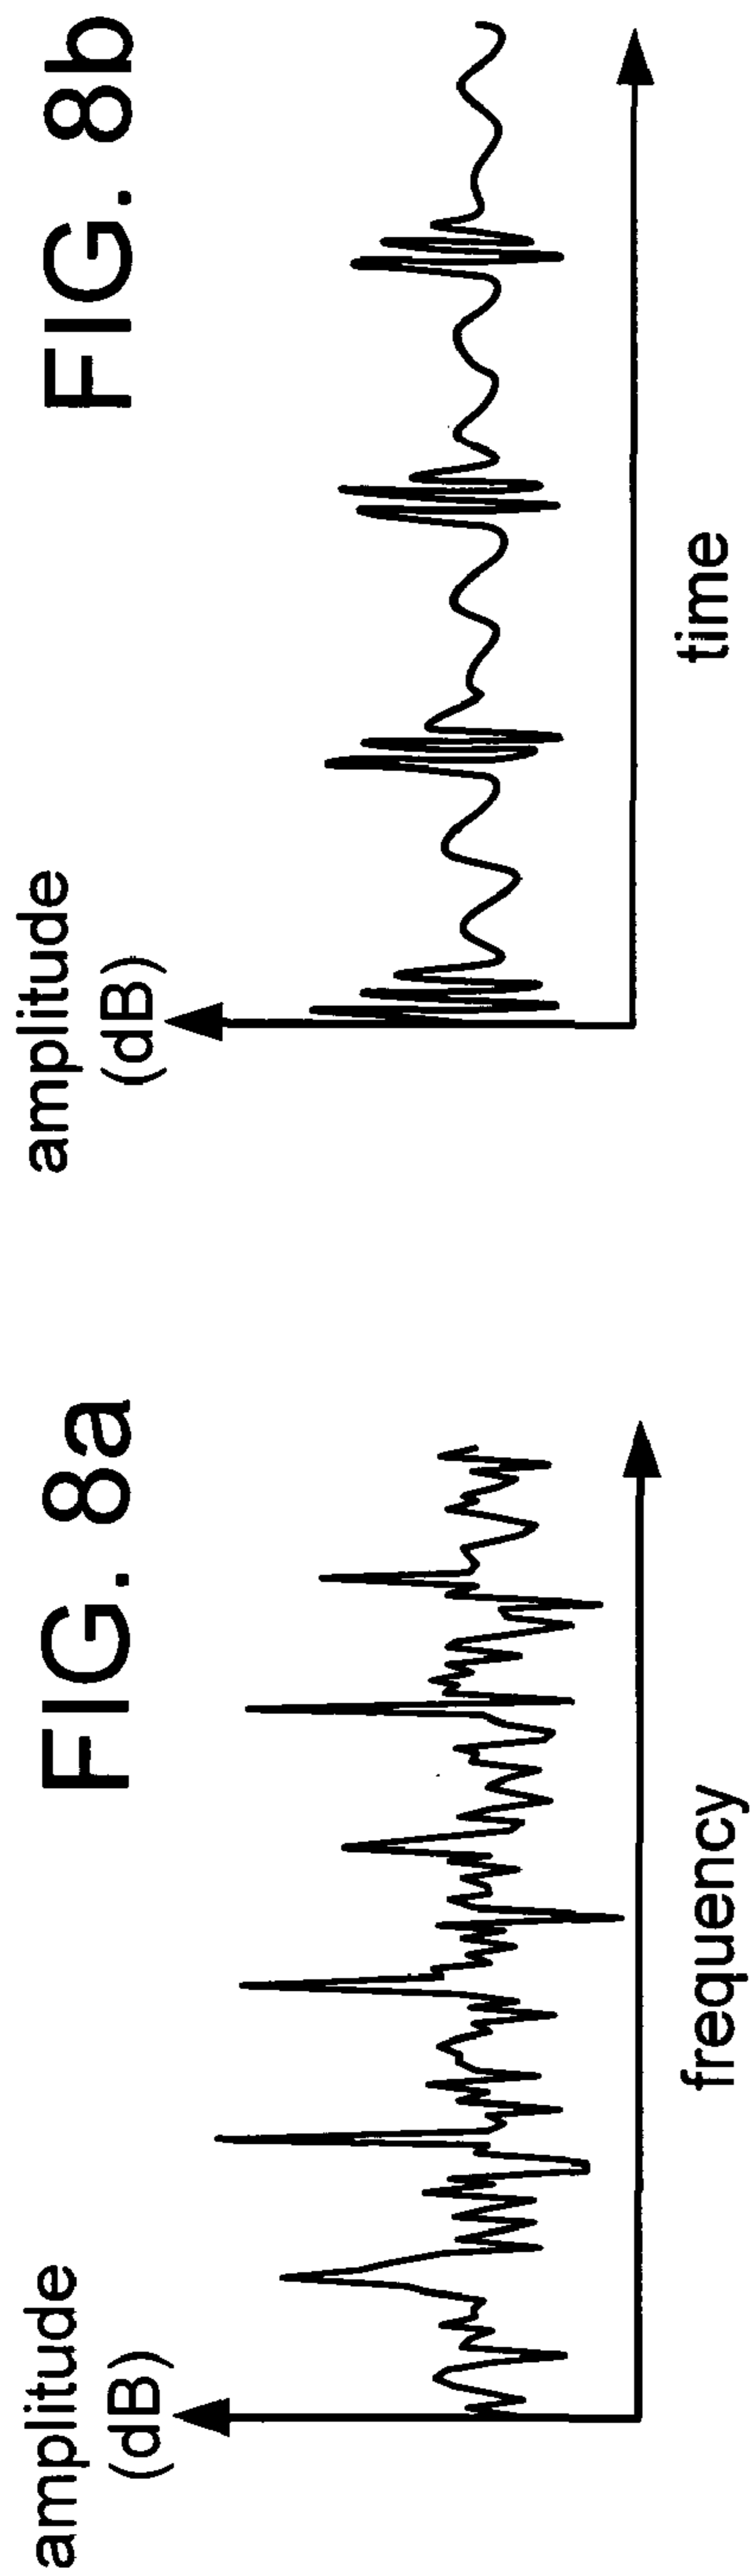 FIG. 8a
amplitude
(dB)
frequency
FIG. 8b
amplitude
(dB)
time